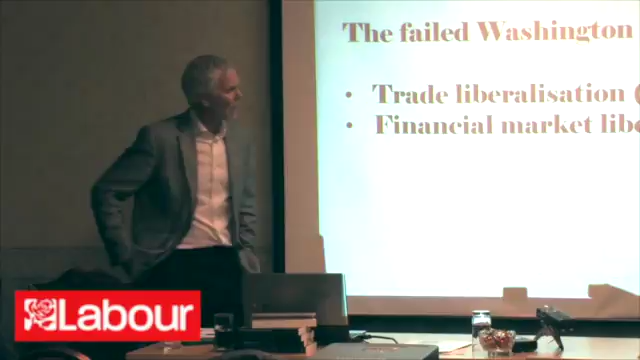 The failed Washington
• Trade liberalisation (
• Financial market libe
Labour